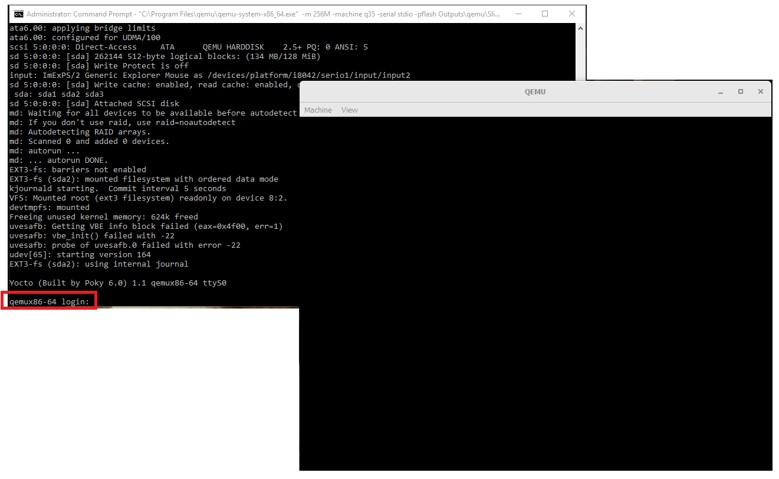 Administrator: Command Prompt - "C:\Program Files\qemu\qemu-system-x86_64.exe" -m 256M -machine q35 -serial stdio -pflash Outputs\qemu\Sli...
ata6.00: applying bridge limits
ata6.00: configured for UDMA/100
scsi 5:0:0:0: Direct-Access     ATA      QEMU HARDDISK    2.5+ PQ: 0 ANSI: 5
sd 5:0:0:0: [sda] 262144 512-byte logical blocks: (134 MB/128 MiB)
sd 5:0:0:0: [sda] Write Protect is off
input: ImExPS/2 Generic Explorer Mouse as /devices/platform/i8042/serio1/input/input2
sd 5:0:0:0: [sda] Write cache: enabled, read cache: enabled,
sda: sda1 sda2 sda3
sd 5:0:0:0: [sda] Attached SCSI disk
md: Waiting for all devices to be available before autodetect
md: If you don't use raid, use raid=noautodetect
md: Autodetecting RAID arrays.
md: Scanned 0 and added 0 devices.
md: autorun ...
md: ... autorun DONE.
EXT3-fs: barriers not enabled
EXT3-fs (sda2): mounted filesystem with ordered data mode
kjournald starting.  Commit interval 5 seconds
VFS: Mounted root (ext3 filesystem) readonly on device 8:2.
devtmpfs: mounted
Freeing unused kernel memory: 624k freed
uvesafb: Getting VBE info block failed (eax=0x4f00, err=1)
uvesafb: vbe_init() failed with -22
uvesafb: probe of uvesafb.0 failed with error -22
udev[65]: starting version 164
EXT3-fs (sda2): using internal journal
Yocto (Built by Poky 6.0) 1.1 qemux86-64 ttyS0
qemux86-64 login:
QEMU
Machine View